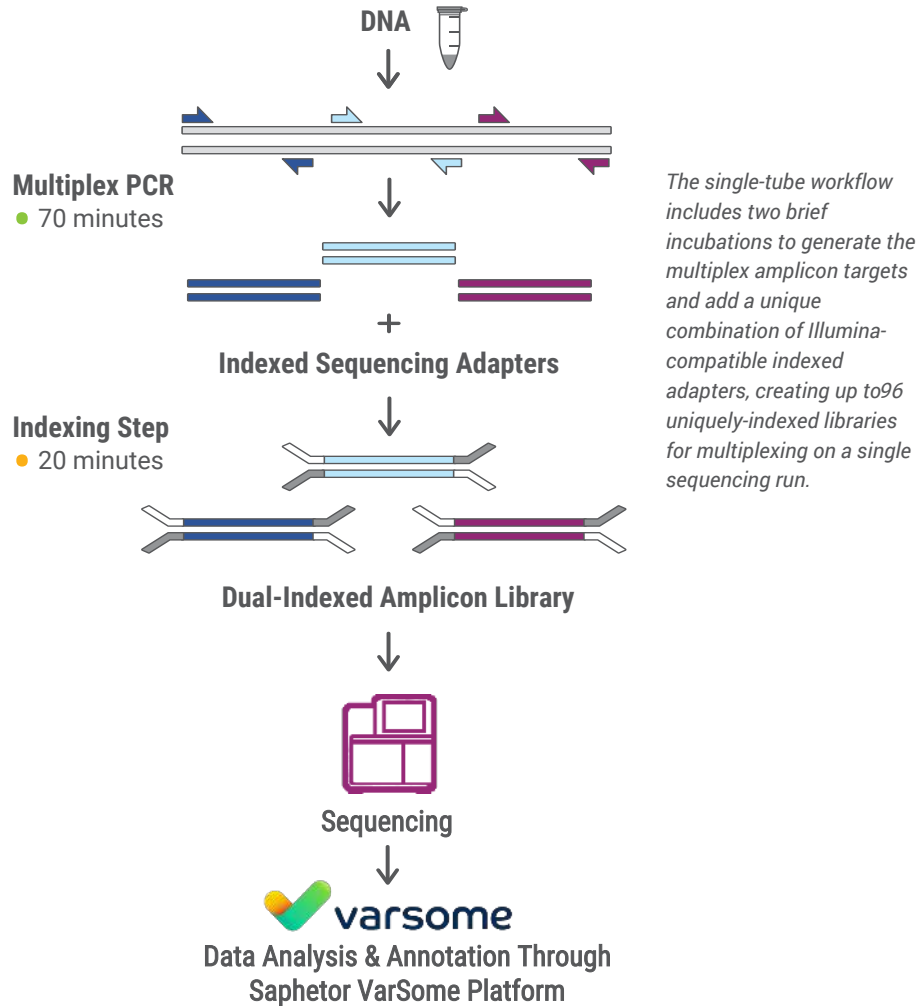 DNA
Multiplex PCR
70 minutes
The single-tube workflow
includes two brief
incubations to generate the
multiplex amplicon targets
and add a unique
combination of Illumina-
compatible indexed
adapters, creating up to96
uniquely-indexed libraries
for multiplexing on a single
sequencing run.
+
Indexed Sequencing Adapters
Indexing Step
20 minutes
Dual-Indexed Amplicon Library
Sequencing
varsome
Data Analysis & Annotation Through
Saphetor VarSome Platform